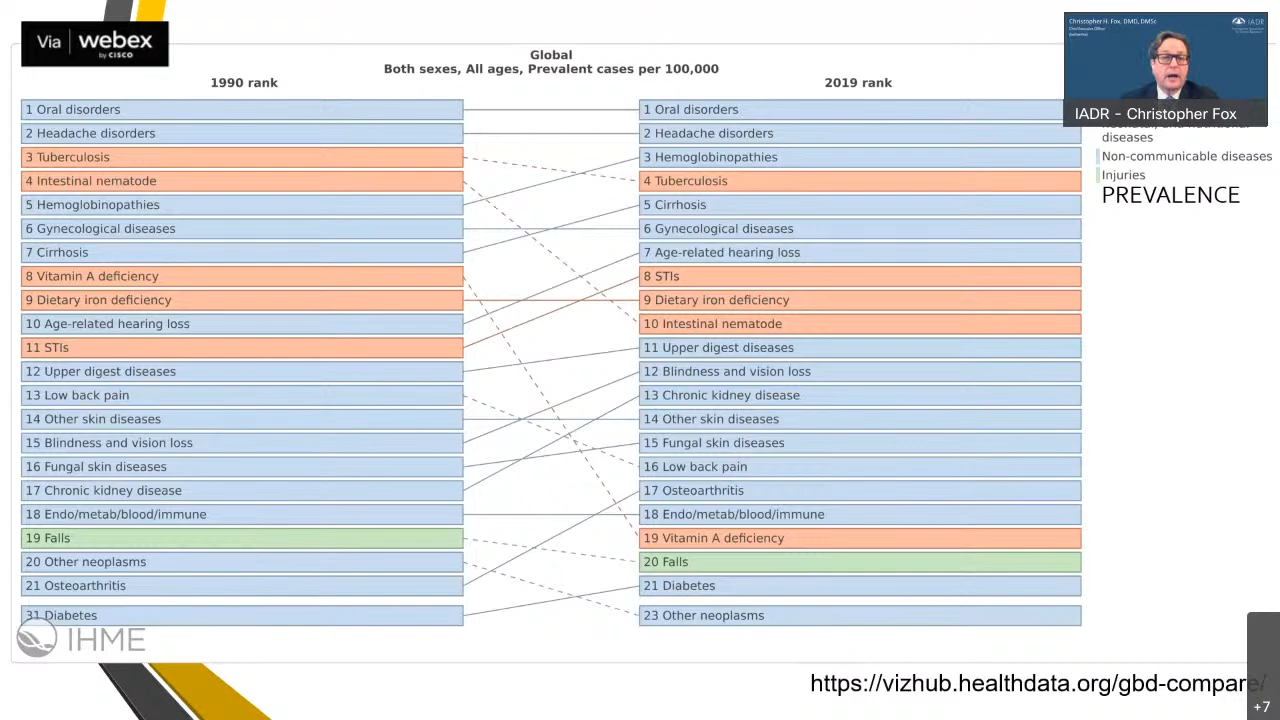 Via webex
by CISCO
Global
Both sexes, All ages, Prevalent cases per 100,000
1990 rank
2019 rank
1 Oral disorders
2 Headache disorders
3 Tuberculosis
4 Intestinal nematode
5 Hemoglobinopathies
6 Gynecological diseases
7 Cirrhosis
8 Vitamin A deficiency
9 Dietary iron deficiency
10 Age-related hearing loss
11 STIs
12 Upper digest diseases
13 Low back pain
14 Other skin diseases
15 Blindness and vision loss
16 Fungal skin diseases
17 Chronic kidney disease
18 Endo/metab/blood/immune
19 Falls
20 Other neoplasms
21 Osteoarthritis
31 Diabetes
1 Oral disorders
2 Headache disorders
3 Hemoglobinopathies
4 Tuberculosis
5 Cirrhosis
6 Gynecological diseases
7 Age-related hearing loss
8 STIs
9 Dietary iron deficiency
10 Intestinal nematode
11 Upper digest diseases
12 Blindness and vision loss
13 Chronic kidney disease
14 Other skin diseases
15 Fungal skin diseases
16 Low back pain
17 Osteoarthritis
18 Endo/metab/blood/immune
19 Vitamin A deficiency
20 Falls
21 Diabetes
23 Other neoplasms
Christopher H. Fox, DMD, DMSc
Chief Executive Officer
IADR
IADR - Christopher Fox
diseases
Non-communicable diseases
Injuries
PREVALENCE
IHME
https://vizhub.healthdata.org/gbd-compare/
+7